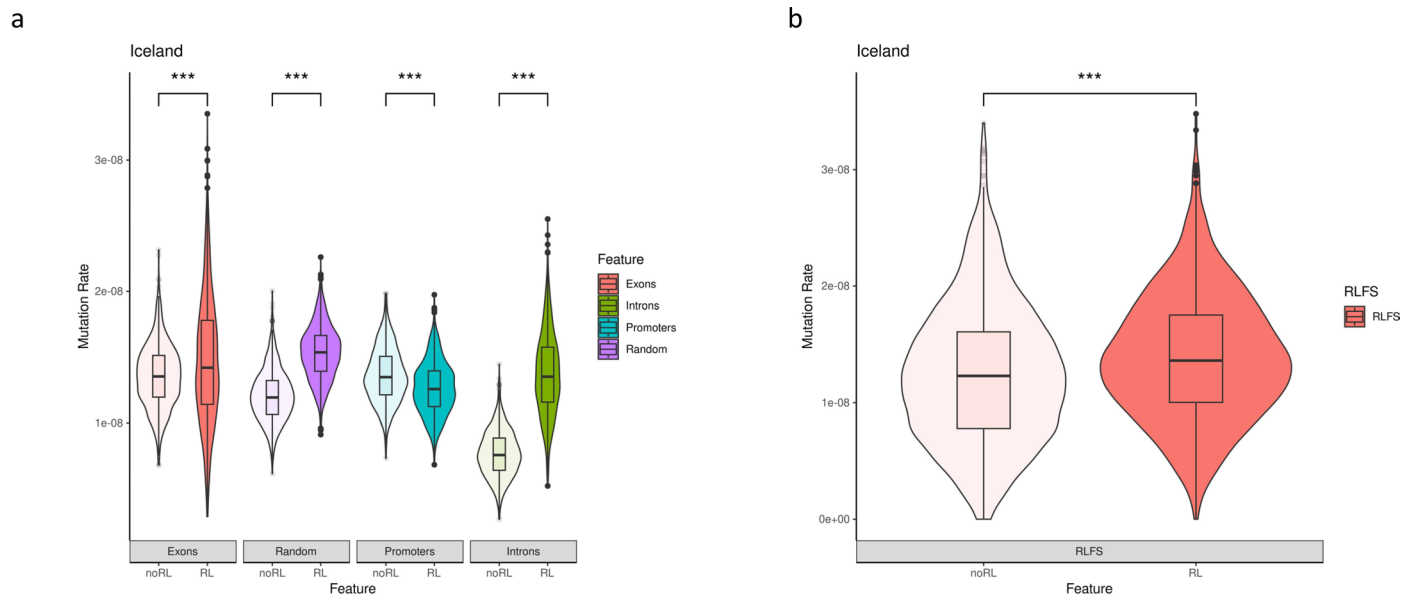 a
Iceland
*** *** *** ***
3e-08
2e-08
1e-08
Mutation Rate
Exons Random Promoters Introns
noRL RL noRL RL noRL RL noRL RL
Feature
Feature
Exons
Introns
Promoters
Random
b
Iceland
***
3e-08
2e-08
1e-08
0e+00
Mutation Rate
RLFS
noRL RL
Feature
RLFS
RLFS